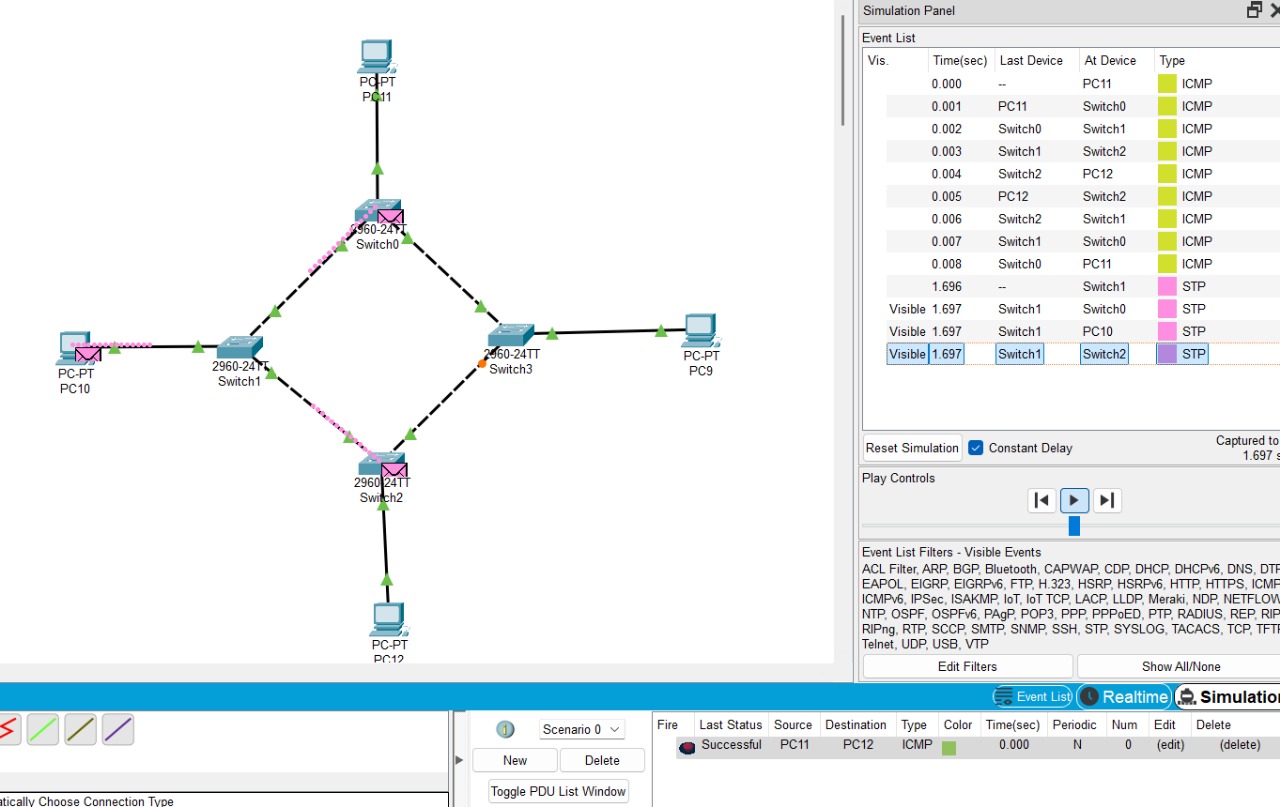 Simulation Panel
Event List
Vis. Time(sec) Last Device At Device Type
0.000 -- PC11 ICMP
0.001 PC11 Switch0 ICMP
0.002 Switch0 Switch1 ICMP
0.003 Switch1 Switch2 ICMP
0.004 Switch2 PC12 ICMP
0.005 PC12 Switch2 ICMP
0.006 Switch2 Switch1 ICMP
0.007 Switch1 Switch0 ICMP
0.008 Switch0 PC11 ICMP
1.696 -- Switch1 STP
Visible 1.697 Switch1 Switch0 STP
Visible 1.697 Switch1 PC10 STP
Visible 1.697 Switch1 Switch2 STP
Reset Simulation Constant Delay Captured to
1.697 s
Play Controls
Event List Filters - Visible Events
ACL Filter, ARP, BGP, Bluetooth, CAPWAP, CDP, DHCP, DHCPv6, DNS, DTP
EAPOL, EIGRP, EIGRPv6, FTP, H.323, HSRP, HSRPv6, HTTP, HTTPS, ICMP
ICMPv6, IPSec, ISAKMP, IoT, IoT TCP, LACP, LLDP, Meraki, NDP, NETFLOW
NTP, OSPF, OSPFv6, PAgP, POP3, PPP, PPPoED, PTP, RADIUS, REP, RIP
RIPng, RTP, SCCP, SMTP, SNMP, SSH, STP, SYSLOG, TACACS, TCP, TFT
Telnet, UDP, USB, VTP
Edit Filters Show All/None
PC-PT
PC11
2960-24TT
Switch0
PC-PT
PC10
2960-24TT
Switch1
2960-24TT
Switch3
PC-PT
PC9
2960-24TT
Switch2
PC-PT
PC12
Event List Realtime Simulation
Scenario 0
New Delete
Toggle PDU List Window
Fire Last Status Source Destination Type Color Time(sec) Periodic Num Edit Delete
Successful PC11 PC12 ICMP 0.000 N 0 (edit) (delete)
atically Choose Connection Type